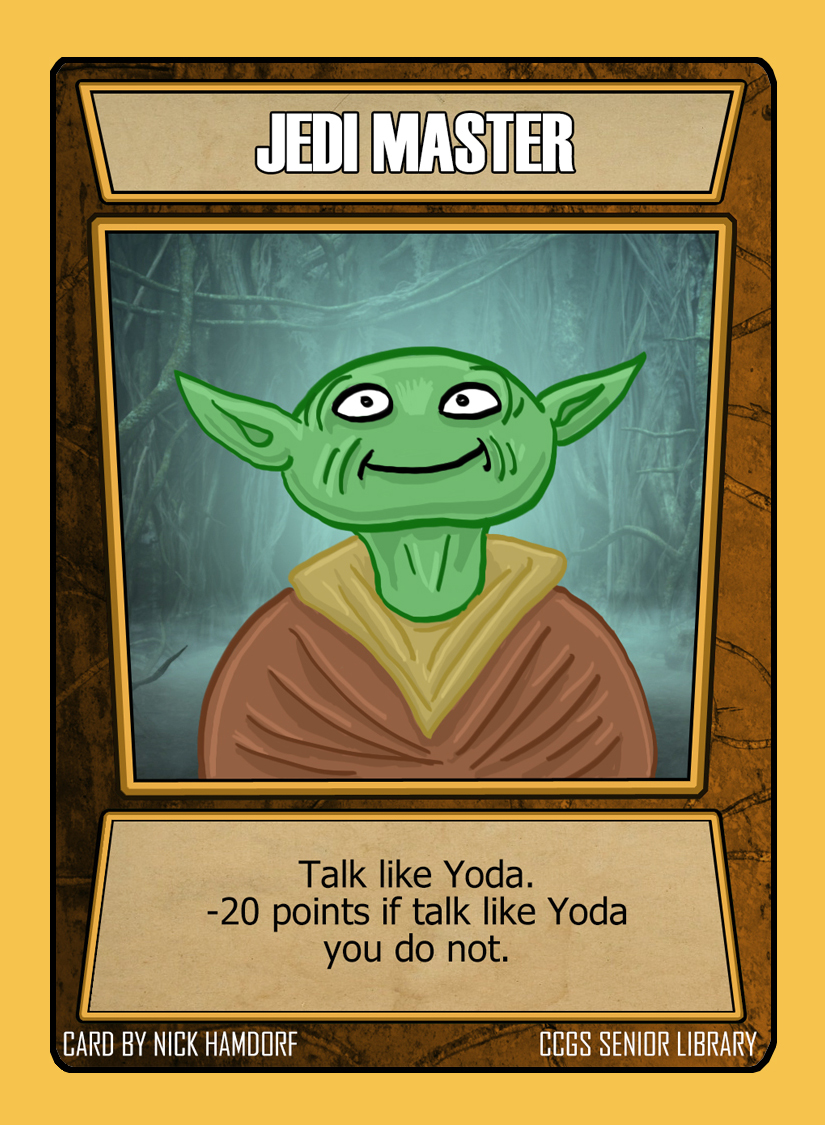 JEDI MASTER
Talk like Yoda.
-20 points if talk like Yoda
you do not.
CARD BY NICK HAMDORF
CCGS SENIOR LIBRARY